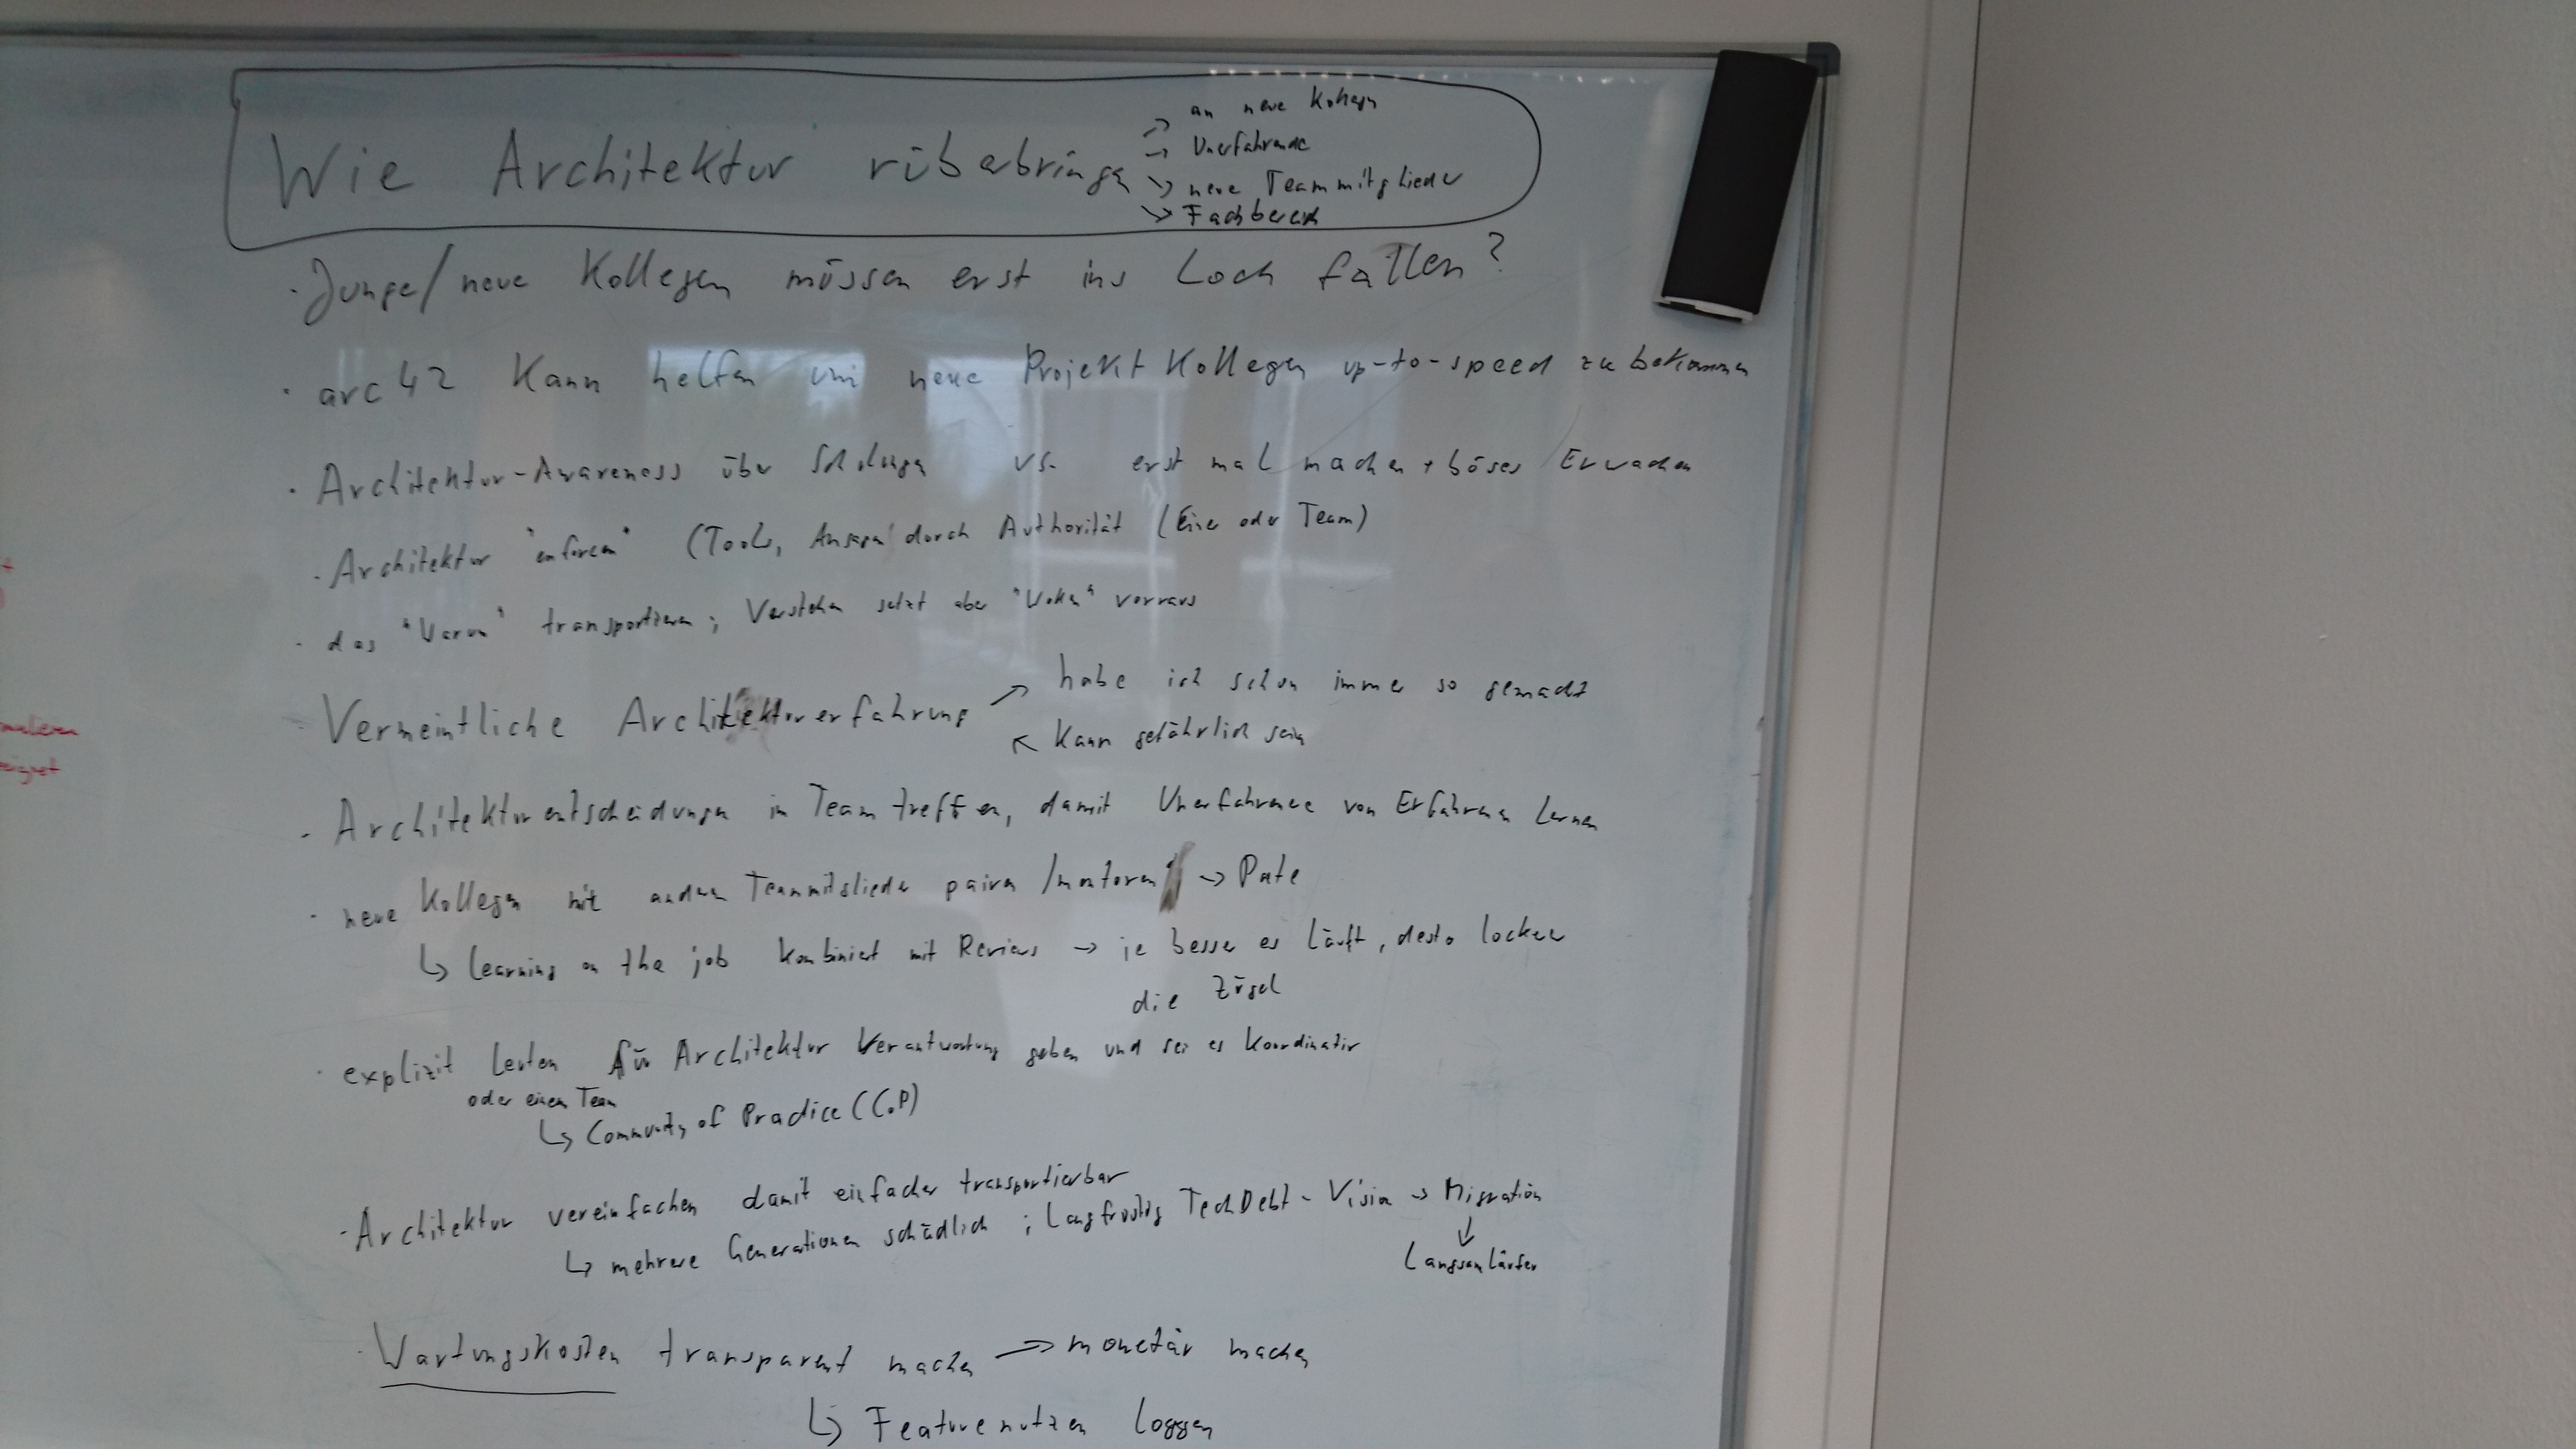 Wie Architektur rüberbringen
→ an neue Kollegen
→ Unerfahrene
→ neue Teammitglieder
→ Fachbereich
· Junge/neue Kollegen müssen erst ins Loch fallen?
· arc42 kann helfen um neue Projekt Kollegen up-to-speed zu bekommen
· Architektur-Awareness über Schulungen vs. erst mal machen + böses Erwachen
· Architektur "enforcen" (Tools, durch Authorität (Einer oder Team)
· das "Warum" transportieren; Verstehen setzt aber "Wollen" vorraus
Vermeintliche Architekturerfahrung ↗ habe ich schon immer so gemacht
↖ kann gefährlich sein
· Architekturentscheidungen im Team treffen, damit Unerfahrene von Erfahrenen lernen
· neue Kollegen mit anderen Teammitglieder pairen /mentoren → Pate
↳ learning on the job kombiniert mit Reviews → je besser es läuft, desto lockerer
die Zügel
· explizit Leuten für Architektur Verantwortung geben und sei es koordinativ
oder einem Team
↳ Community of Practice (CoP)
· Architektur vereinfachen damit einfacher transportierbar
↳ mehrere Generationen schädlich ; Langfristig TechDebt - Vision → Migration
↓
Langsamläufer
· Wartungskosten transparent machen → monetär machen
↳ Featurenutzen loggen